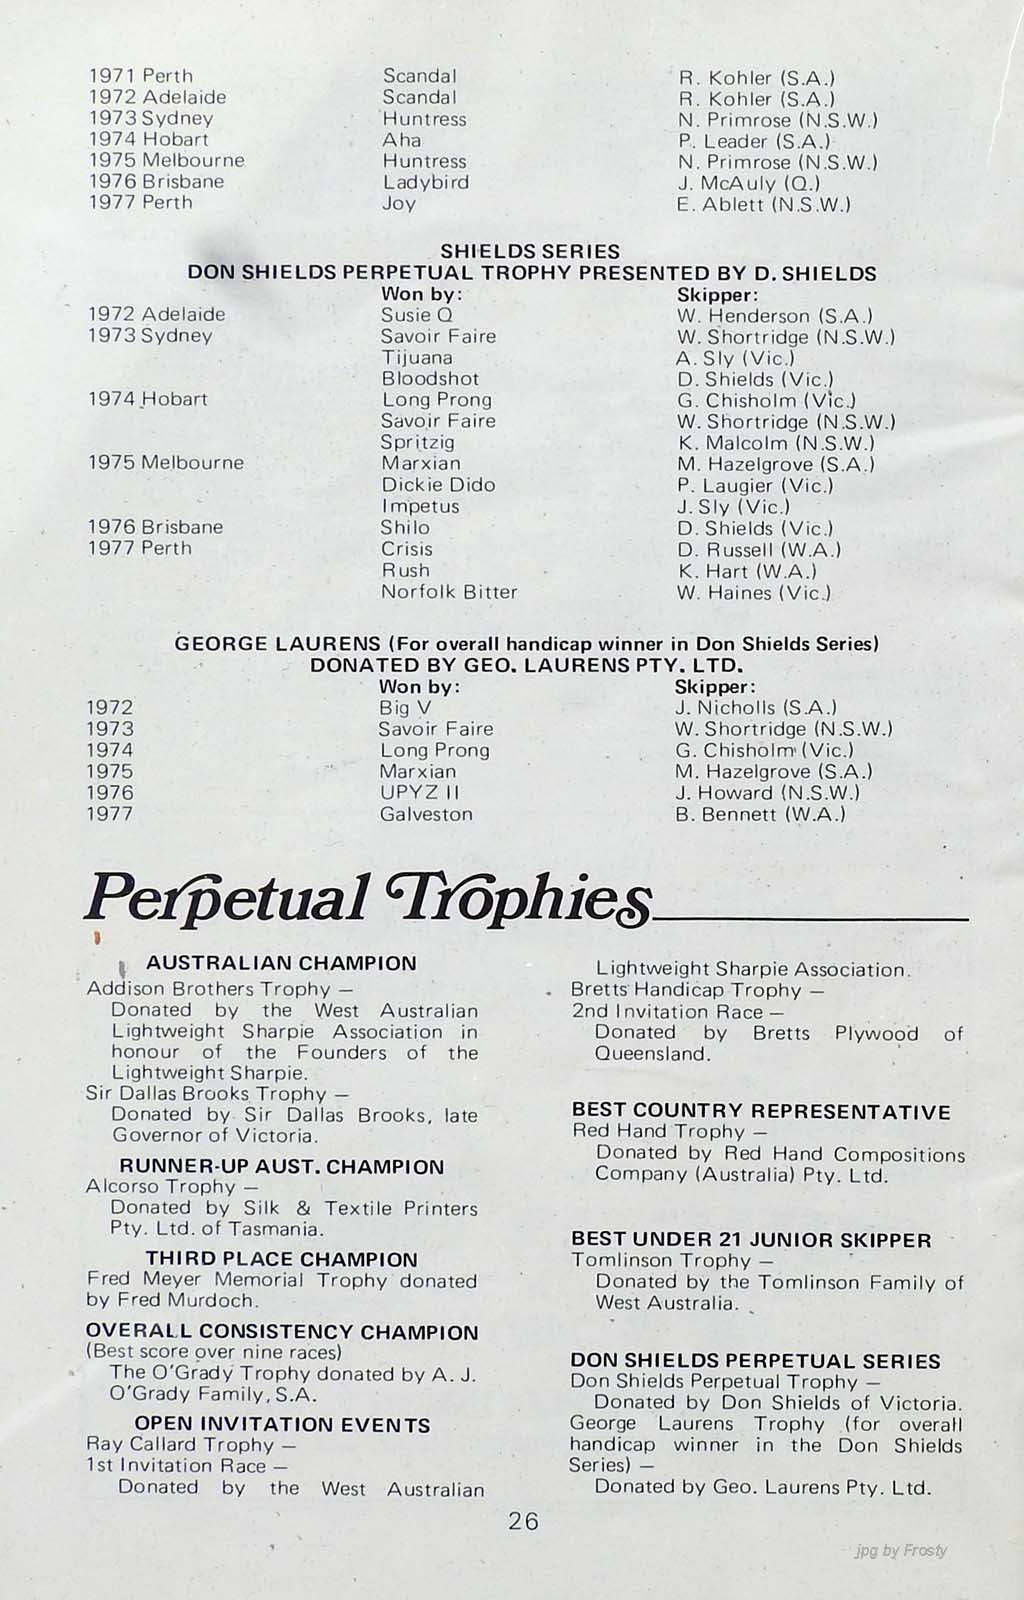 1971 Perth Scandal R. Kohler (S.A.)
1972 Adelaide Scandal R. Kohler (S.A.)
1973 Sydney Huntress N. Primrose (N.S.W.)
1974 Hobart Aha P. Leader (S.A.)
1975 Melbourne Huntress N. Primrose (N.S.W.)
1976 Brisbane Ladybird J. McAuly (Q.)
1977 Perth Joy E. Ablett (N.S.W.)
SHIELDS SERIES
DON SHIELDS PERPETUAL TROPHY PRESENTED BY D. SHIELDS
Won by: Skipper:
1972 Adelaide Susie Q W. Henderson (S.A.)
1973 Sydney Savoir Faire W. Shortridge (N.S.W.)
Tijuana A. Sly (Vic.)
Bloodshot D. Shields (Vic.)
1974 Hobart Long Prong G. Chisholm (Vic.)
Savoir Faire W. Shortridge (N.S.W.)
Spritzig K. Malcolm (N.S.W.)
1975 Melbourne Marxian M. Hazelgrove (S.A.)
Dickie Dido P. Laugier (Vic.)
Impetus J. Sly (Vic.)
1976 Brisbane Shilo D. Shields (Vic.)
1977 Perth Crisis D. Russell (W.A.)
Rush K. Hart (W.A.)
Norfolk Bitter W. Haines (Vic.)
GEORGE LAURENS (For overall handicap winner in Don Shields Series)
DONATED BY GEO. LAURENS PTY. LTD.
Won by: Skipper:
1972 Big V J. Nicholls (S.A.)
1973 Savoir Faire W. Shortridge (N.S.W.)
1974 Long Prong G. Chisholm (Vic.)
1975 Marxian M. Hazelgrove (S.A.)
1976 UPYZ II J. Howard (N.S.W.)
1977 Galveston B. Bennett (W.A.)
Perpetual Trophies
AUSTRALIAN CHAMPION
Addison Brothers Trophy —
Donated by the West Australian
Lightweight Sharpie Association in
honour of the Founders of the
Lightweight Sharpie.
Sir Dallas Brooks Trophy —
Donated by Sir Dallas Brooks, late
Governor of Victoria.
RUNNER-UP AUST. CHAMPION
Alcorso Trophy —
Donated by Silk & Textile Printers
Pty. Ltd. of Tasmania.
THIRD PLACE CHAMPION
Fred Meyer Memorial Trophy donated
by Fred Murdoch.
OVERALL CONSISTENCY CHAMPION
(Best score over nine races)
The O'Grady Trophy donated by A. J.
O'Grady Family, S.A.
OPEN INVITATION EVENTS
Ray Callard Trophy —
1st Invitation Race —
Donated by the West Australian
Lightweight Sharpie Association.
Bretts Handicap Trophy —
2nd Invitation Race —
Donated by Bretts Plywood of
Queensland.
BEST COUNTRY REPRESENTATIVE
Red Hand Trophy —
Donated by Red Hand Compositions
Company (Australia) Pty. Ltd.
BEST UNDER 21 JUNIOR SKIPPER
Tomlinson Trophy —
Donated by the Tomlinson Family of
West Australia.
DON SHIELDS PERPETUAL SERIES
Don Shields Perpetual Trophy —
Donated by Don Shields of Victoria.
George Laurens Trophy (for overall
handicap winner in the Don Shields
Series) —
Donated by Geo. Laurens Pty. Ltd.
26
jpg by Frosty